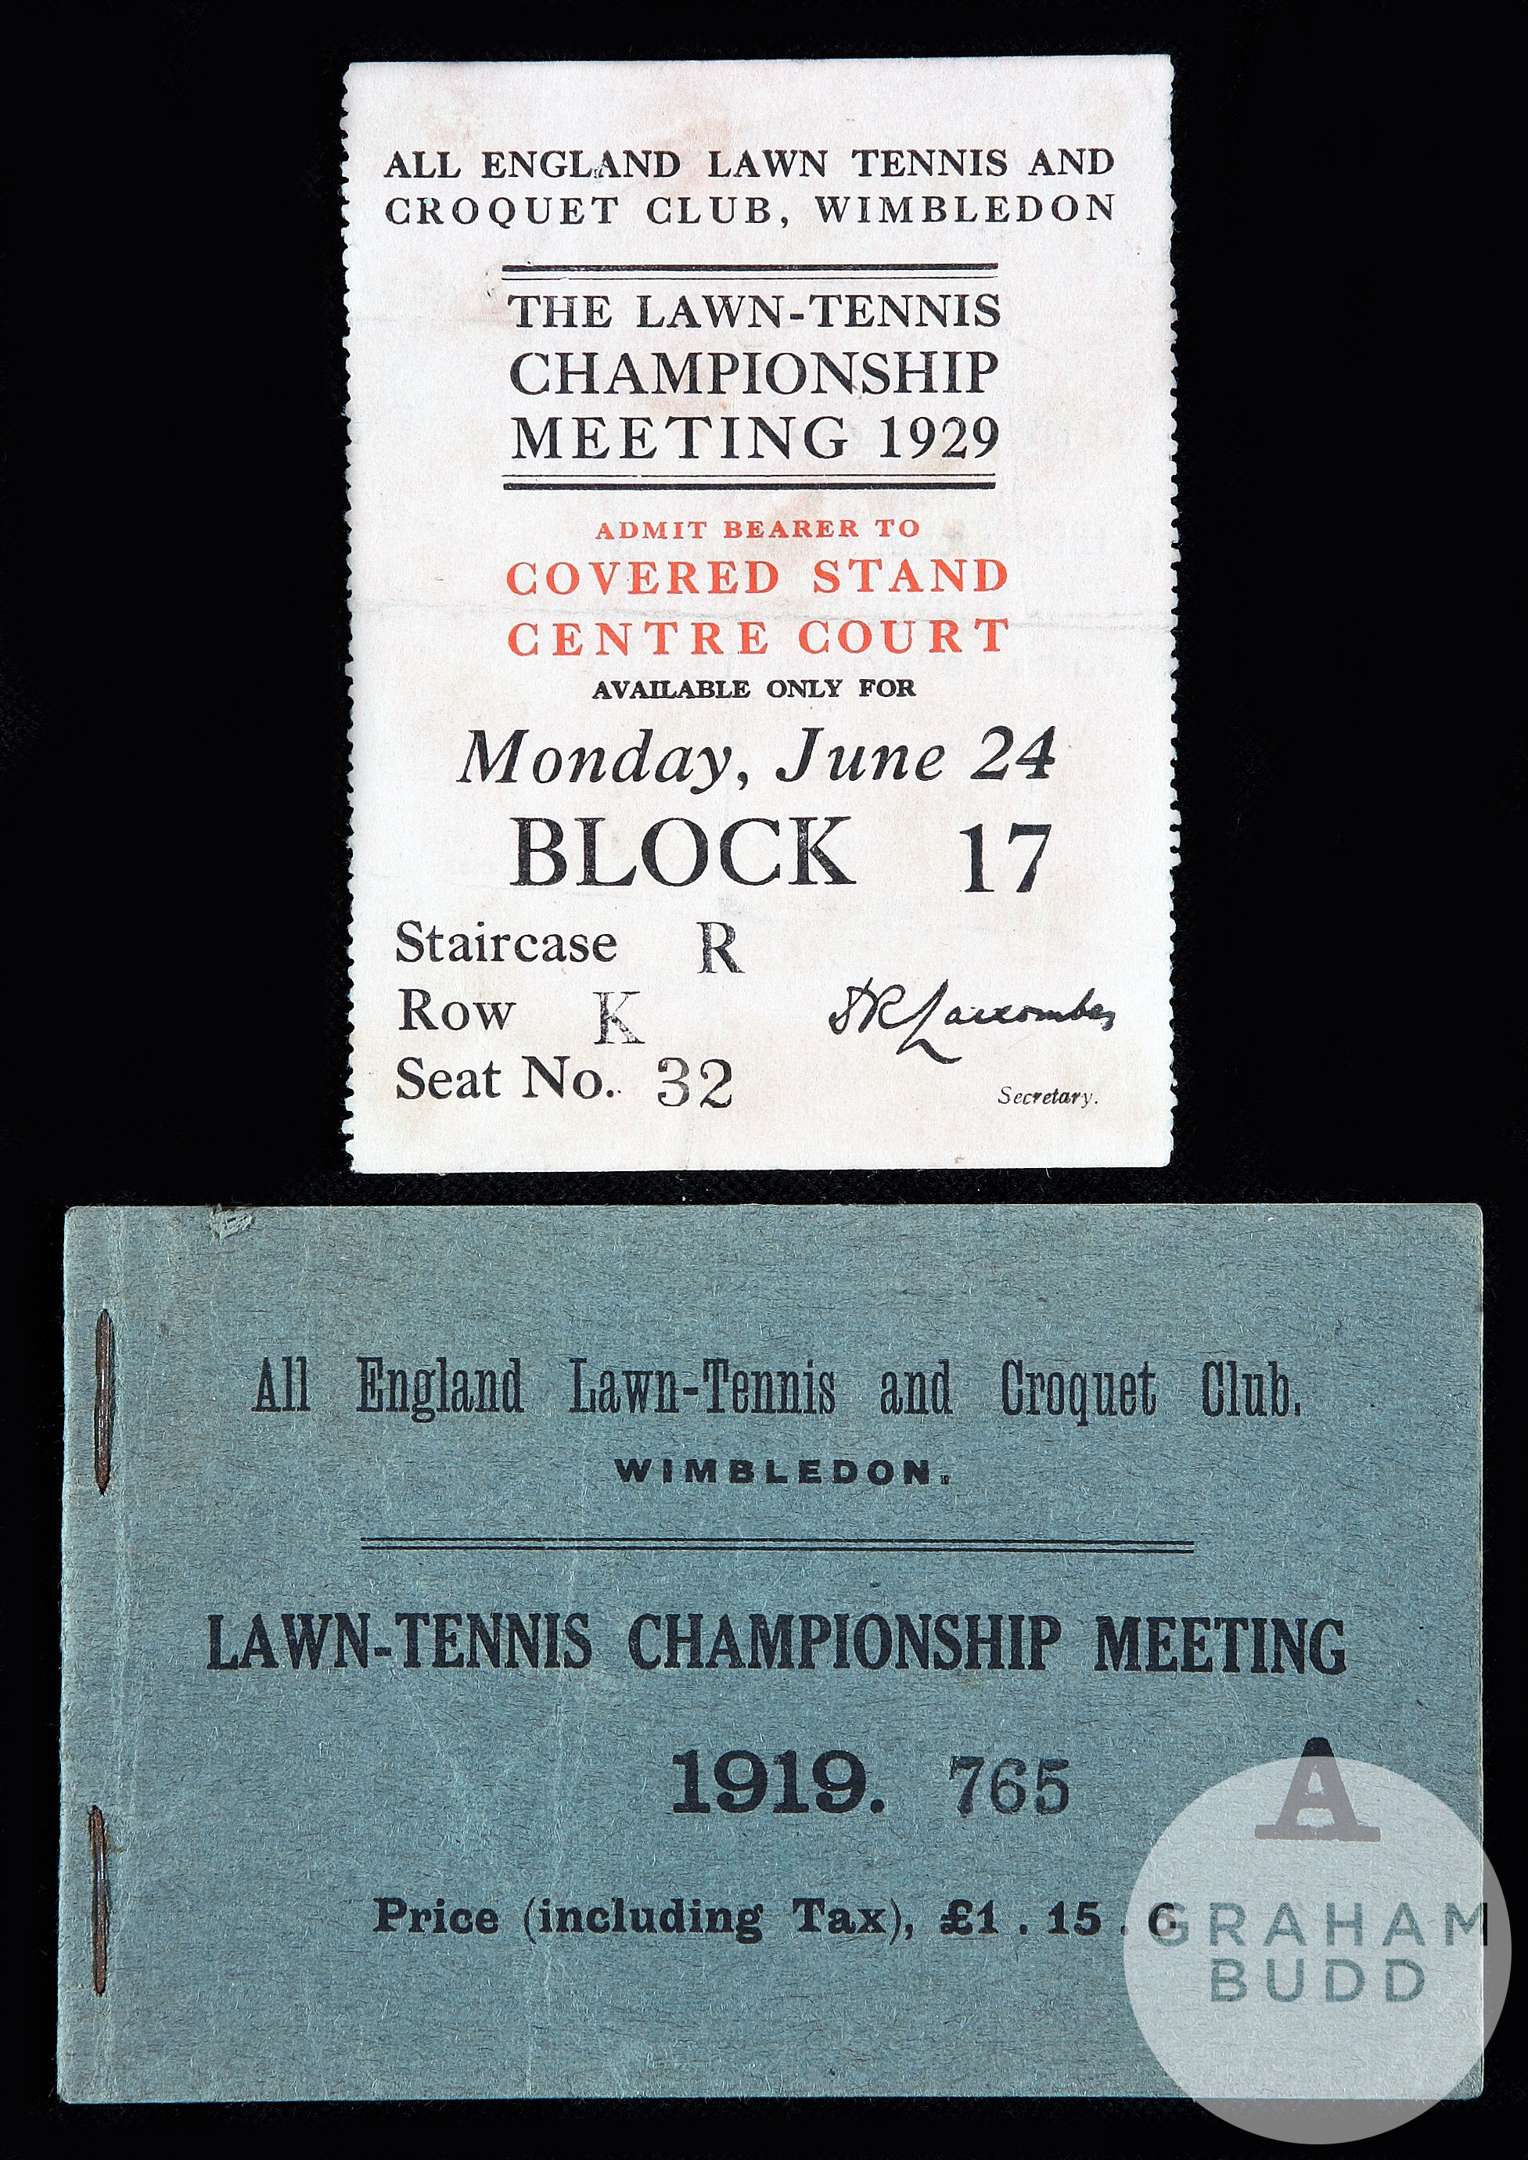 ALL ENGLAND LAWN TENNIS AND
CROQUET CLUB, WIMBLEDON
THE LAWN-TENNIS
CHAMPIONSHIP
MEETING 1929
ADMIT BEARER TO
COVERED STAND
CENTRE COURT
AVAILABLE ONLY FOR
Monday, June 24
BLOCK 17
Staircase R
Row K
Seat No. 32
D R Larcombe
Secretary.
All England Lawn-Tennis and Croquet Club.
WIMBLEDON.
LAWN-TENNIS CHAMPIONSHIP MEETING
1919. 765 A
Price (including Tax), £1 . 15 . 6
GRAHAM
BUDD